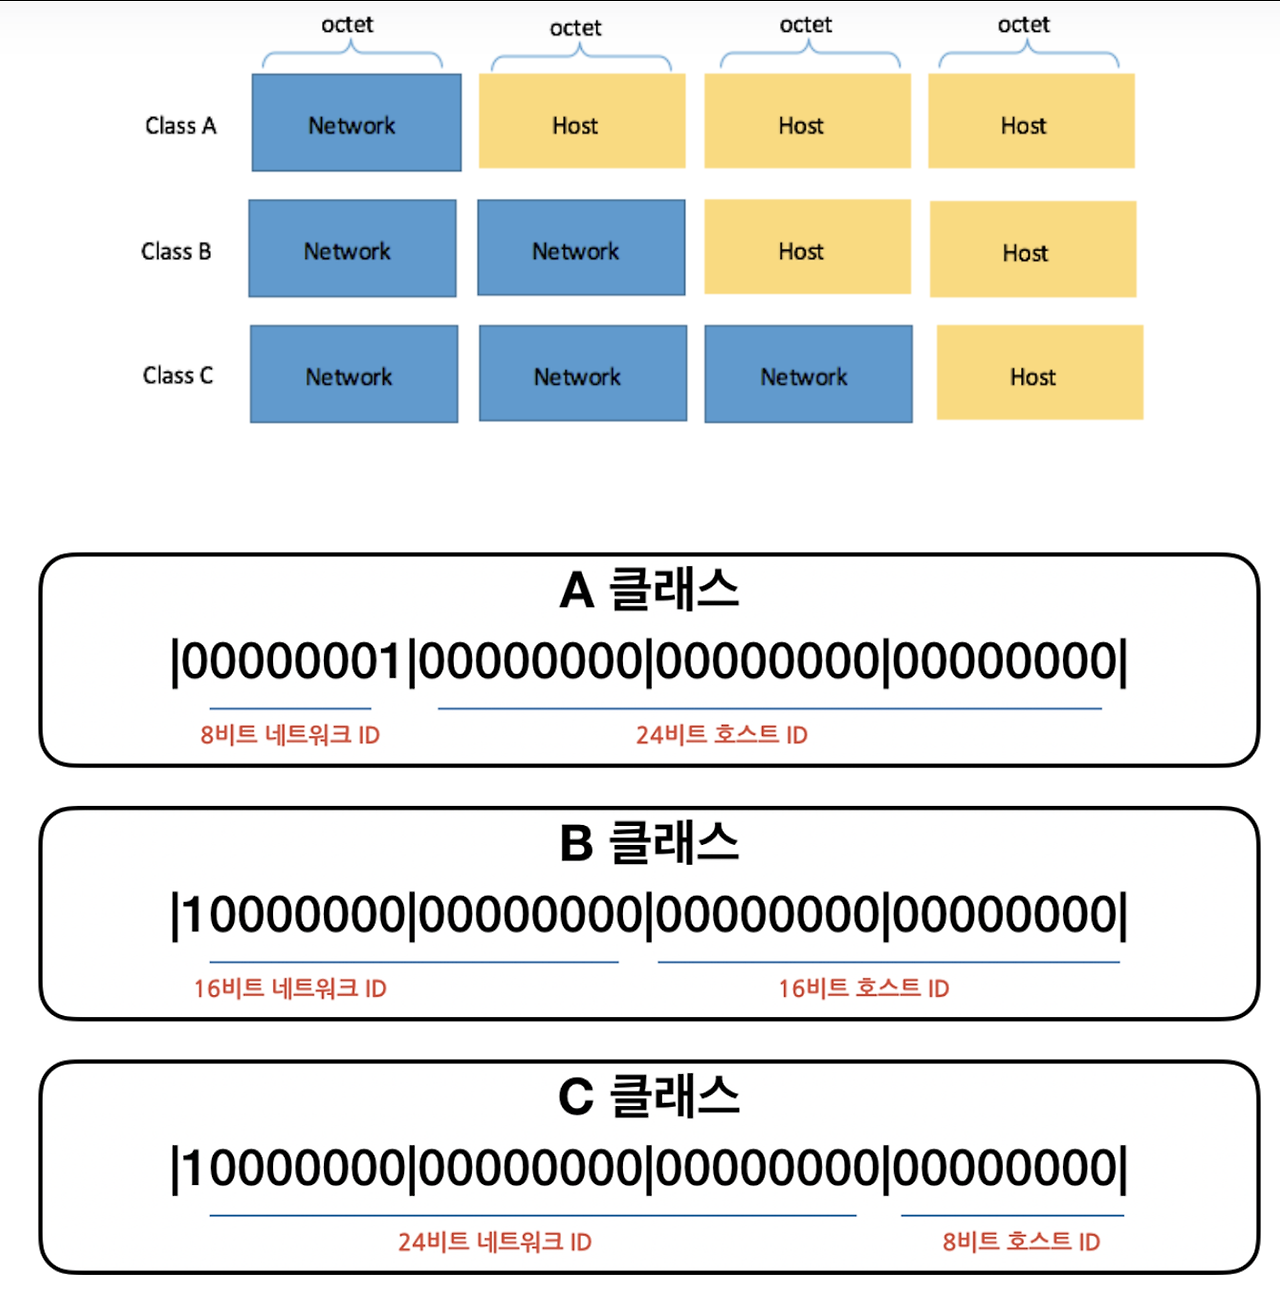 octet octet octet octet
Class A Network Host Host Host
Class B Network Network Host Host
Class C Network Network Network Host
A 클래스
|00000001|00000000|00000000|00000000|
8비트 네트워크 ID 24비트 호스트 ID
B 클래스
|10000000|00000000|00000000|00000000|
16비트 네트워크 ID 16비트 호스트 ID
C 클래스
|10000000|00000000|00000000|00000000|
24비트 네트워크 ID 8비트 호스트 ID